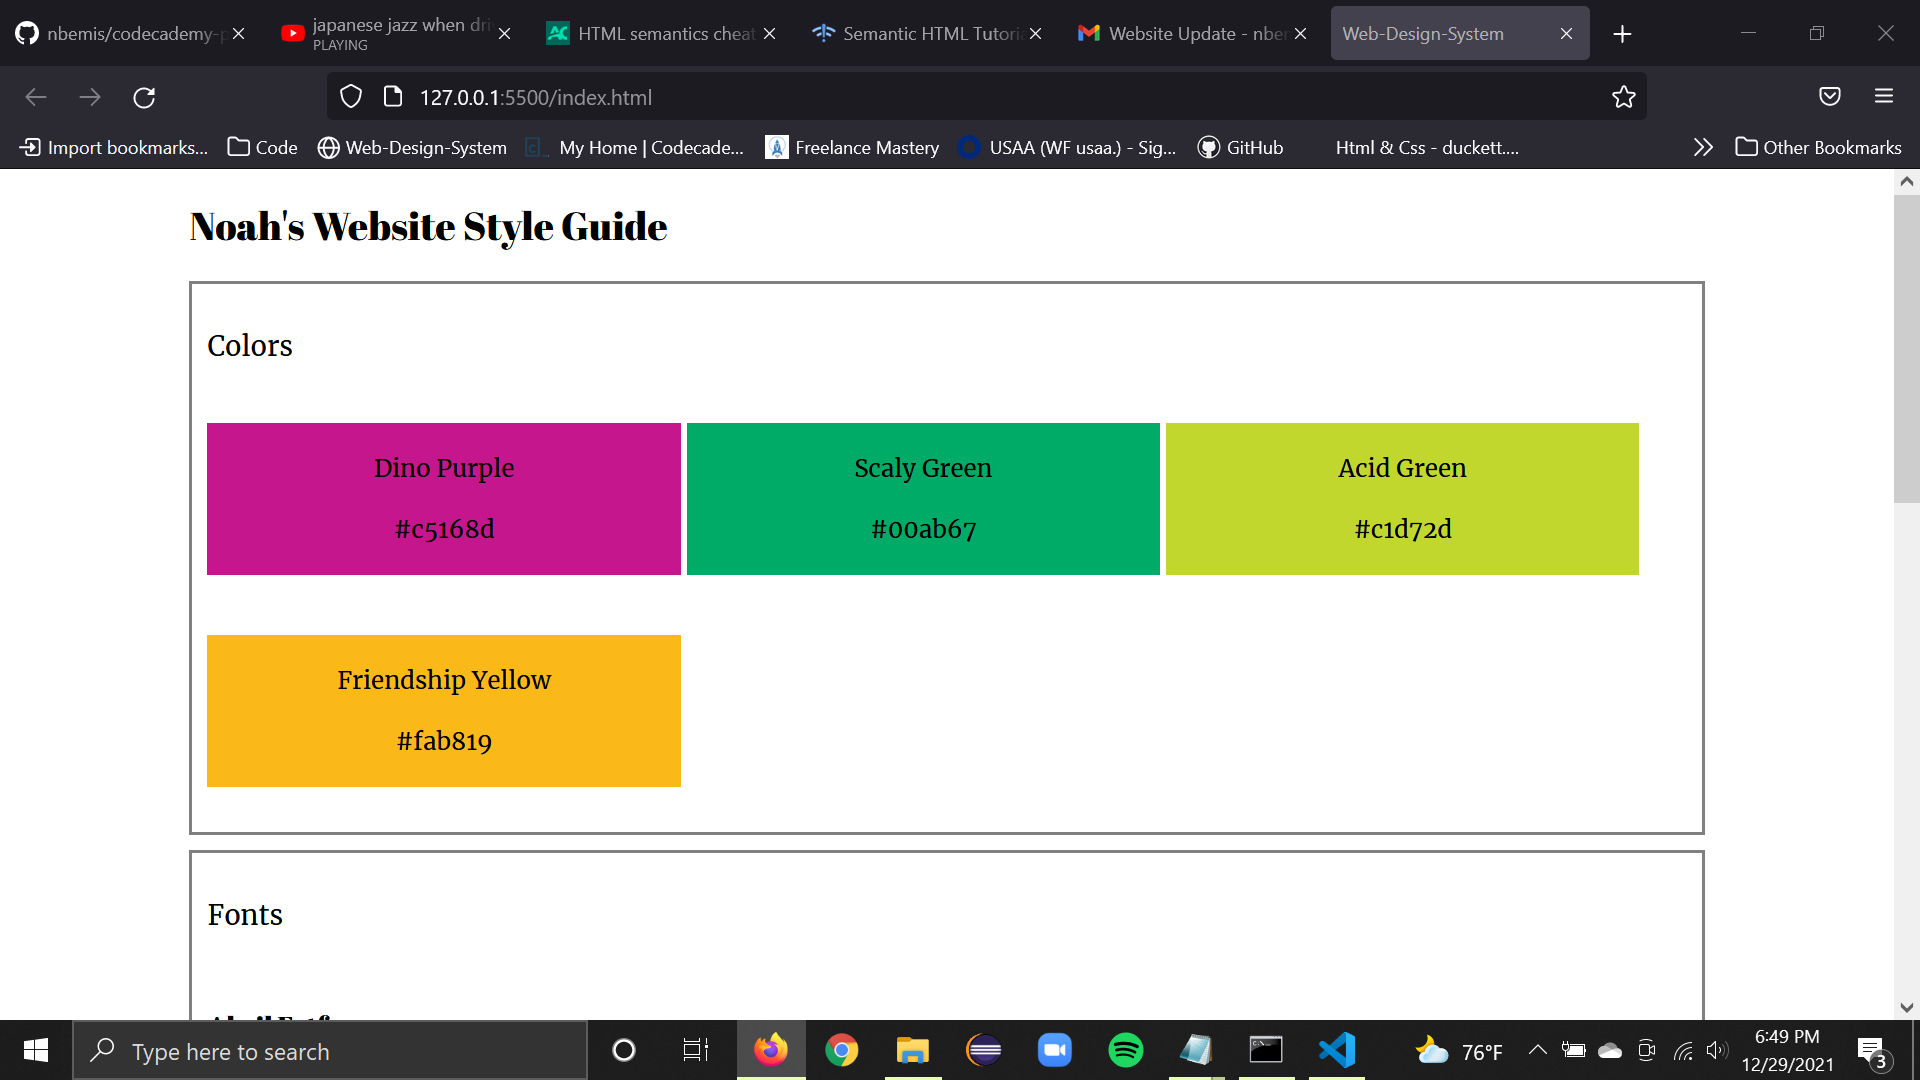 nbemis/codecademy-p
japanese jazz when dri
PLAYING
HTML semantics cheat
Semantic HTML Tutoria
Website Update - nber
Web-Design-System
127.0.0.1:5500/index.html
Import bookmarks...
Code
Web-Design-System
My Home | Codecade...
Freelance Mastery
USAA (WF usaa.) - Sig...
GitHub
Html & Css - duckett....
Other Bookmarks
Noah's Website Style Guide
Colors
Dino Purple
#c5168d
Scaly Green
#00ab67
Acid Green
#c1d72d
Friendship Yellow
#fab819
Fonts
Type here to search
76°F
6:49 PM
12/29/2021
3